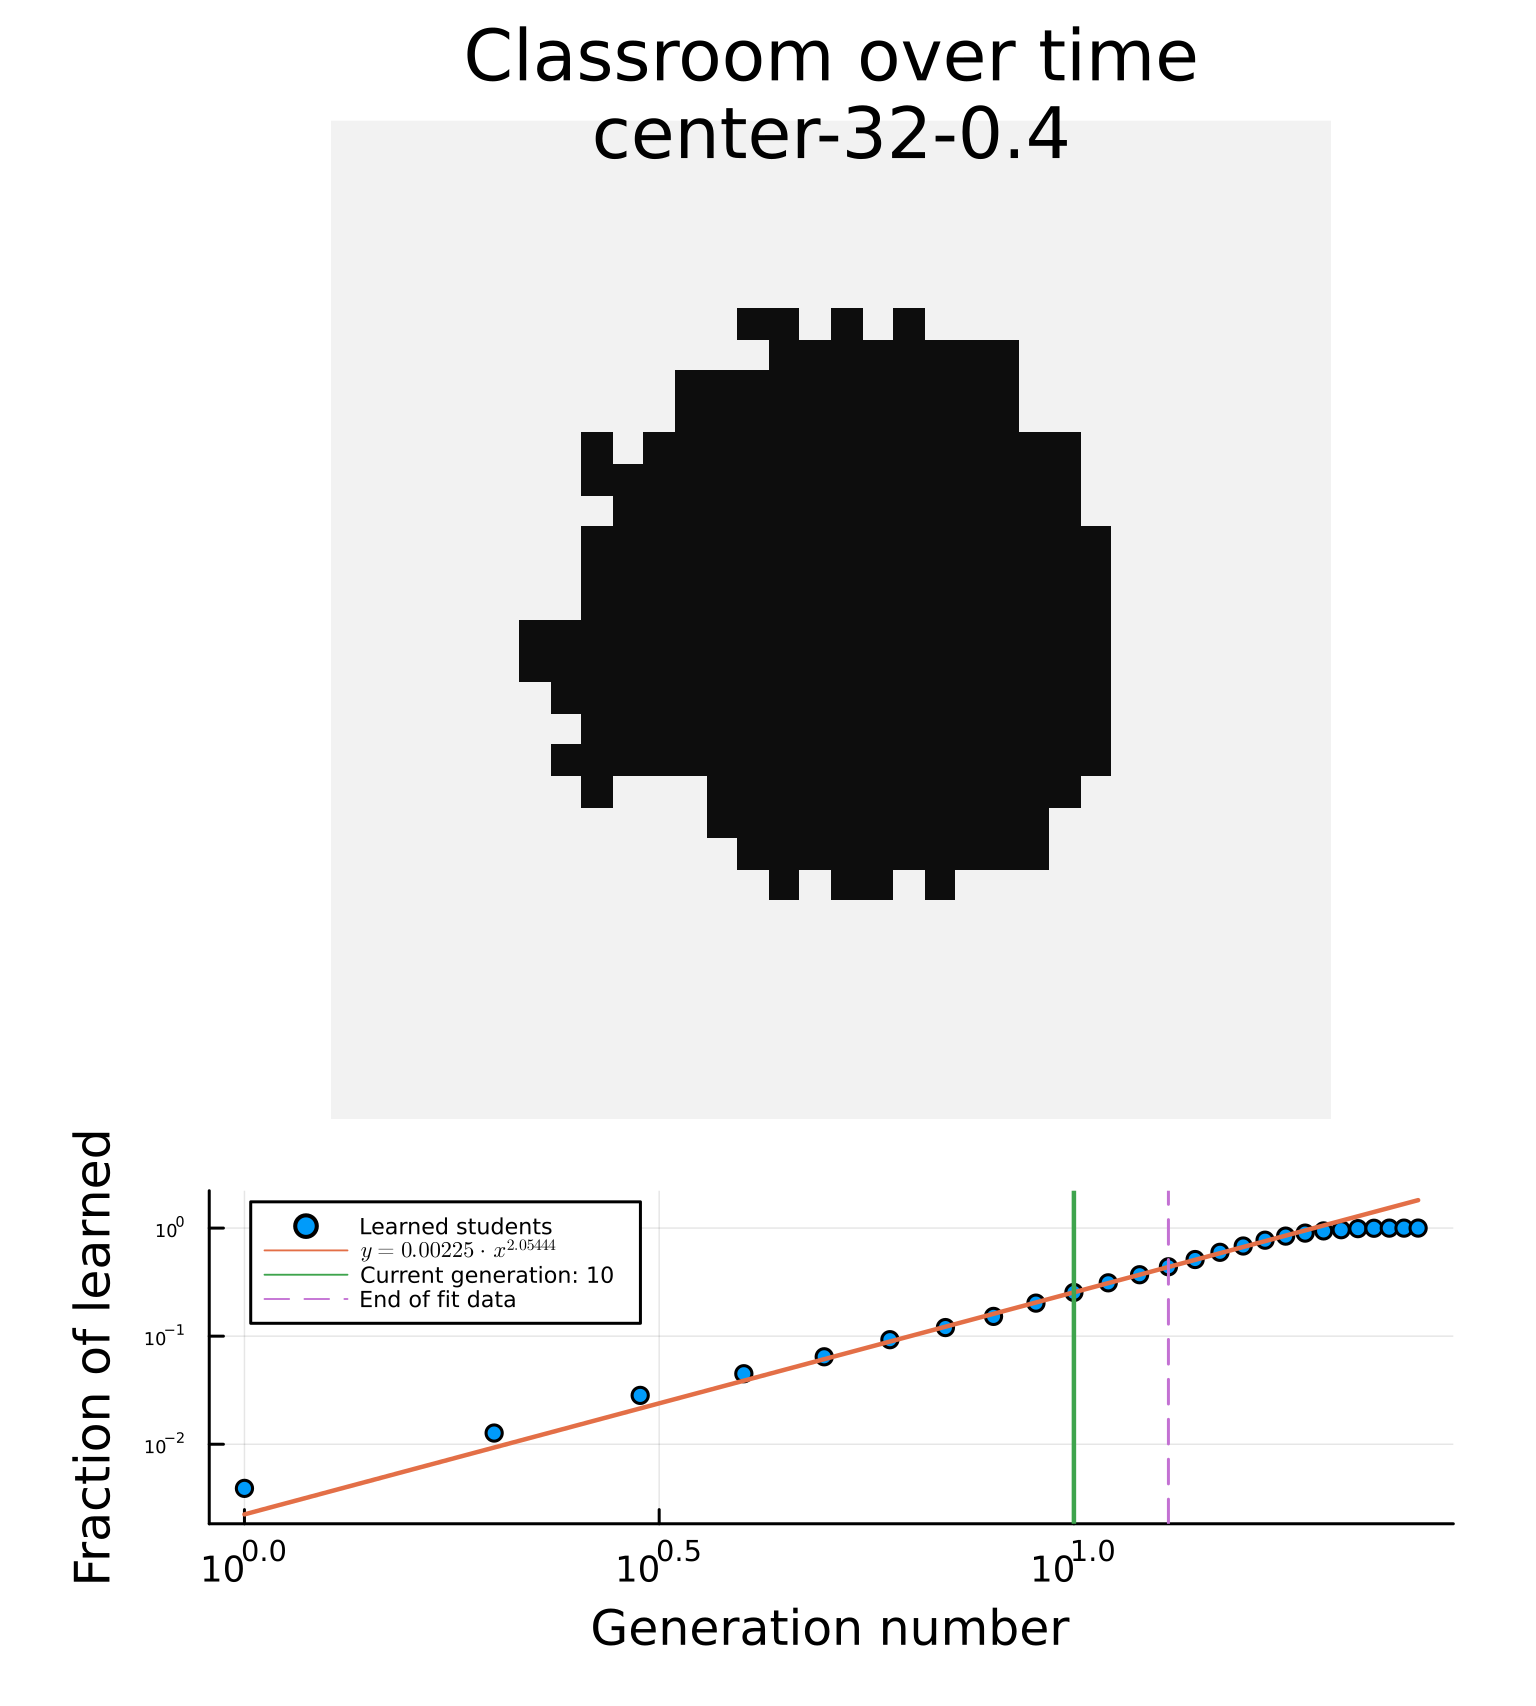 Classroom over time
center-32-0.4
Fraction of learned
10⁰
10⁻¹
10⁻²
Learned students
y = 0.00225 · x^2.05444
Current generation: 10
End of fit data
10^0.0
10^0.5
10^1.0
Generation number